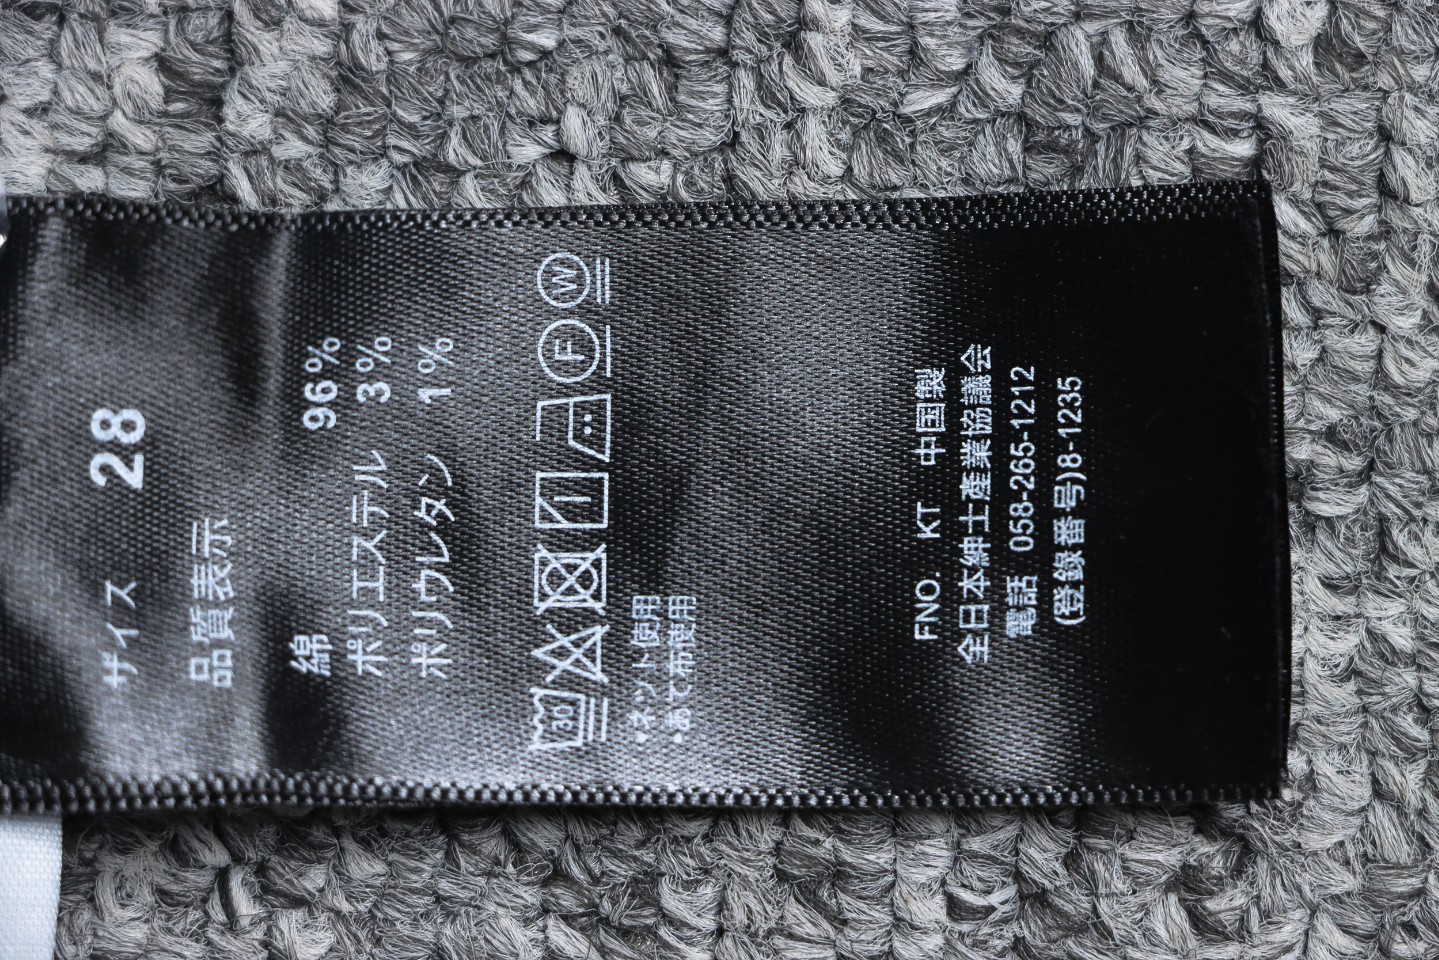 サイズ 28
品質表示
綿 96%
ポリエステル 3%
ポリウレタン 1%
30 F W
・ネット使用
・あて布使用
FNO. KT 中国製
全日本紳士産業協議会
電話 058-265-1212
(登録番号)8-1235